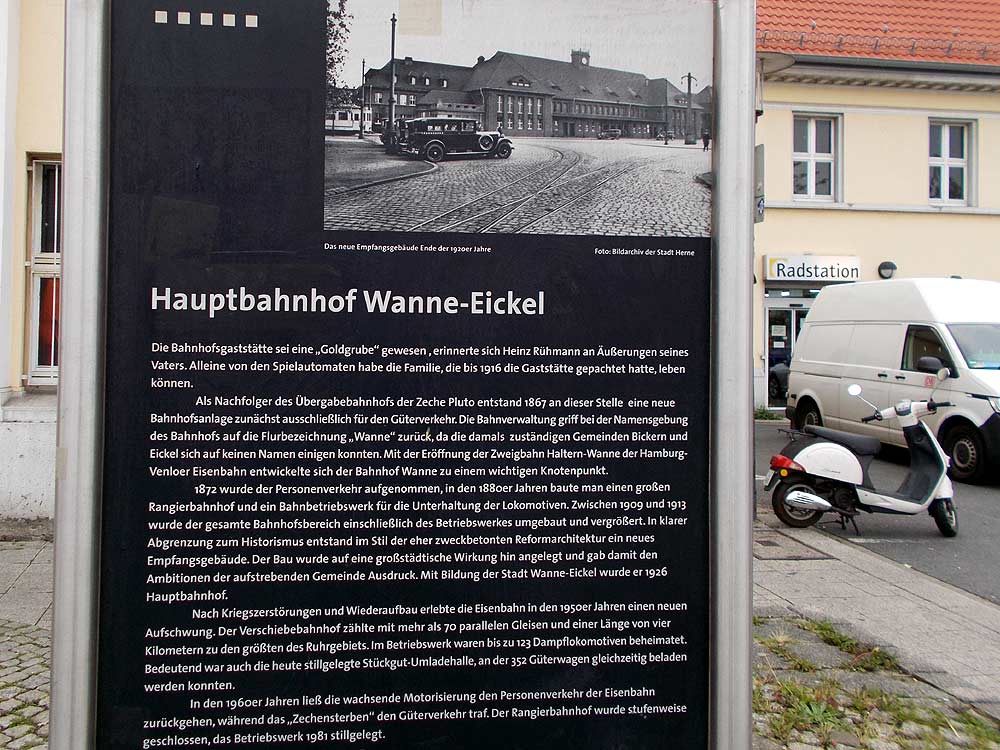 Das neue Empfangsgebäude Ende der 1920er Jahre
Foto: Bildarchiv der Stadt Herne
Hauptbahnhof Wanne-Eickel
Die Bahnhofsgaststätte sei eine „Goldgrube“ gewesen , erinnerte sich Heinz Rühmann an Äußerungen seines
Vaters. Alleine von den Spielautomaten habe die Familie, die bis 1916 die Gaststätte gepachtet hatte, leben
können.
Als Nachfolger des Übergabebahnhofs der Zeche Pluto entstand 1867 an dieser Stelle eine neue
Bahnhofsanlage zunächst ausschließlich für den Güterverkehr. Die Bahnverwaltung griff bei der Namensgebung
des Bahnhofs auf die Flurbezeichnung „Wanne“ zurück, da die damals zuständigen Gemeinden Bickern und
Eickel sich auf keinen Namen einigen konnten. Mit der Eröffnung der Zweigbahn Haltern-Wanne der Hamburg-
Venloer Eisenbahn entwickelte sich der Bahnhof Wanne zu einem wichtigen Knotenpunkt.
1872 wurde der Personenverkehr aufgenommen, in den 1880er Jahren baute man einen großen
Rangierbahnhof und ein Bahnbetriebswerk für die Unterhaltung der Lokomotiven. Zwischen 1909 und 1913
wurde der gesamte Bahnhofsbereich einschließlich des Betriebswerkes umgebaut und vergrößert. In klarer
Abgrenzung zum Historismus entstand im Stil der eher zweckbetonten Reformarchitektur ein neues
Empfangsgebäude. Der Bau wurde auf eine großstädtische Wirkung hin angelegt und gab damit den
Ambitionen der aufstrebenden Gemeinde Ausdruck. Mit Bildung der Stadt Wanne-Eickel wurde er 1926
Hauptbahnhof.
Nach Kriegszerstörungen und Wiederaufbau erlebte die Eisenbahn in den 1950er Jahren einen neuen
Aufschwung. Der Verschiebebahnhof zählte mit mehr als 70 parallelen Gleisen und einer Länge von vier
Kilometern zu den größten des Ruhrgebiets. Im Betriebswerk waren bis zu 123 Dampflokomotiven beheimatet.
Bedeutend war auch die heute stillgelegte Stückgut-Umladehalle, an der 352 Güterwagen gleichzeitig beladen
werden konnten.
In den 1960er Jahren ließ die wachsende Motorisierung den Personenverkehr der Eisenbahn
zurückgehen, während das „Zechensterben“ den Güterverkehr traf. Der Rangierbahnhof wurde stufenweise
geschlossen, das Betriebswerk 1981 stillgelegt.
Radstation
DB